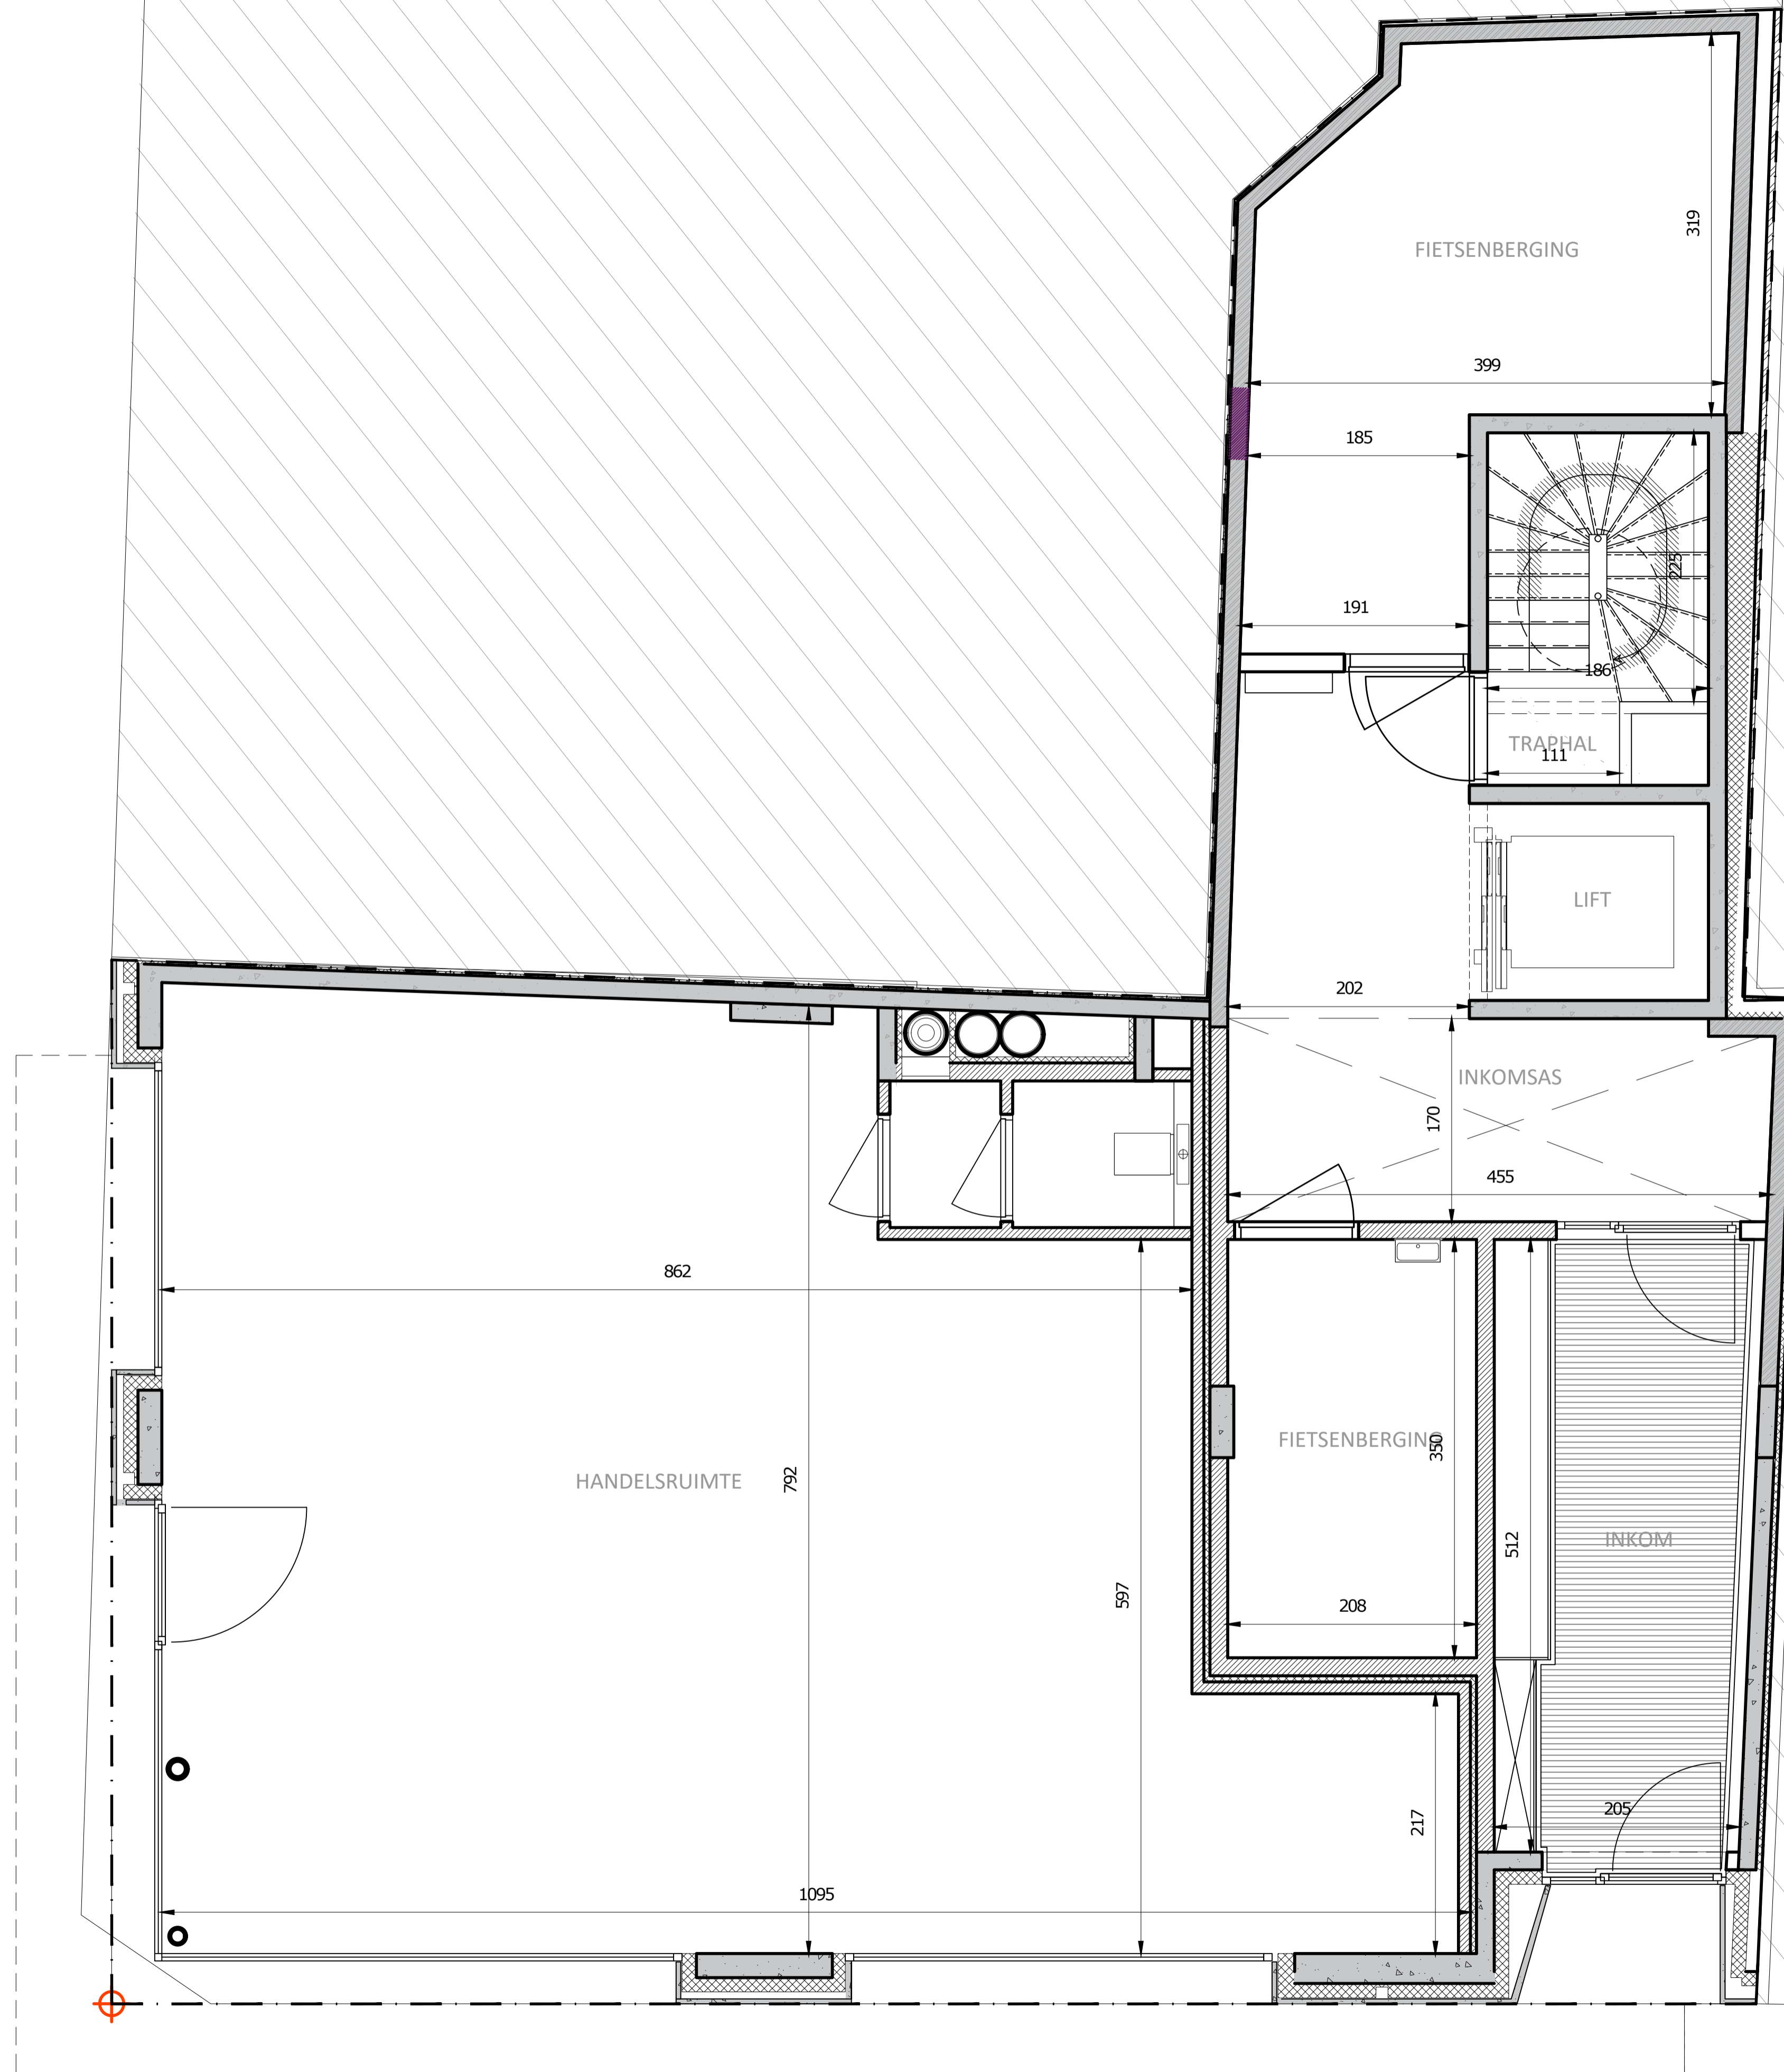 319
FIETSENBERGING
399
185
225
191
186
TRAPHAL
111
LIFT
202
INKOMSAS
170
455
862
FIETSENBERGING
350
HANDELSRUIMTE
792
512
INKOM
597
208
205
217
1095